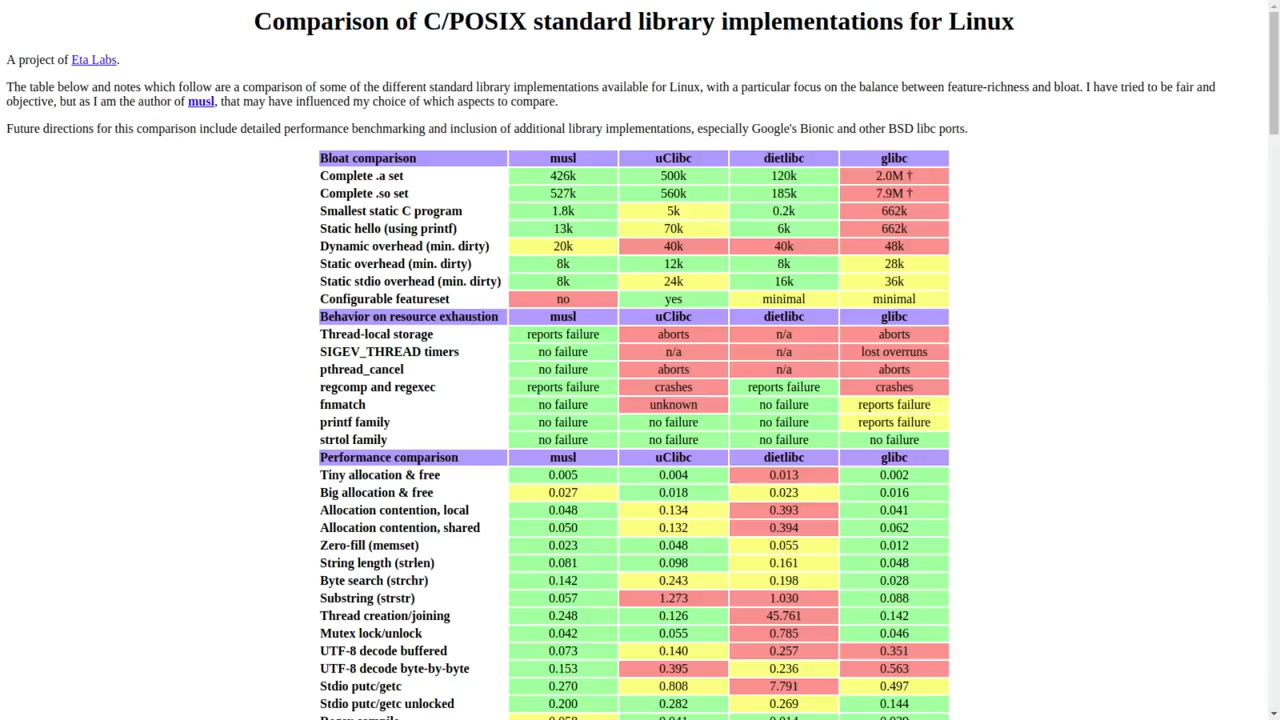 Comparison of C/POSIX standard library implementations for Linux
A project of Eta Labs.
The table below and notes which follow are a comparison of some of the different standard library implementations available for Linux, with a particular focus on the balance between feature-richness and bloat. I have tried to be fair and
objective, but as I am the author of musl, that may have influenced my choice of which aspects to compare.
Future directions for this comparison include detailed performance benchmarking and inclusion of additional library implementations, especially Google's Bionic and other BSD libc ports.
Bloat comparison musl uClibc dietlibc glibc
Complete .a set 426k 500k 120k 2.0M †
Complete .so set 527k 560k 185k 7.9M †
Smallest static C program 1.8k 5k 0.2k 662k
Static hello (using printf) 13k 70k 6k 662k
Dynamic overhead (min. dirty) 20k 40k 40k 48k
Static overhead (min. dirty) 8k 12k 8k 28k
Static stdio overhead (min. dirty) 8k 24k 16k 36k
Configurable featureset no yes minimal minimal
Behavior on resource exhaustion musl uClibc dietlibc glibc
Thread-local storage reports failure aborts n/a aborts
SIGEV_THREAD timers no failure n/a n/a lost overruns
pthread_cancel no failure aborts n/a aborts
regcomp and regexec reports failure crashes reports failure crashes
fnmatch no failure unknown no failure reports failure
printf family no failure no failure no failure reports failure
strtol family no failure no failure no failure no failure
Performance comparison musl uClibc dietlibc glibc
Tiny allocation & free 0.005 0.004 0.013 0.002
Big allocation & free 0.027 0.018 0.023 0.016
Allocation contention, local 0.048 0.134 0.393 0.041
Allocation contention, shared 0.050 0.132 0.394 0.062
Zero-fill (memset) 0.023 0.048 0.055 0.012
String length (strlen) 0.081 0.098 0.161 0.048
Byte search (strchr) 0.142 0.243 0.198 0.028
Substring (strstr) 0.057 1.273 1.030 0.088
Thread creation/joining 0.248 0.126 45.761 0.142
Mutex lock/unlock 0.042 0.055 0.785 0.046
UTF-8 decode buffered 0.073 0.140 0.257 0.351
UTF-8 decode byte-by-byte 0.153 0.395 0.236 0.563
Stdio putc/getc 0.270 0.808 7.791 0.497
Stdio putc/getc unlocked 0.200 0.282 0.269 0.144